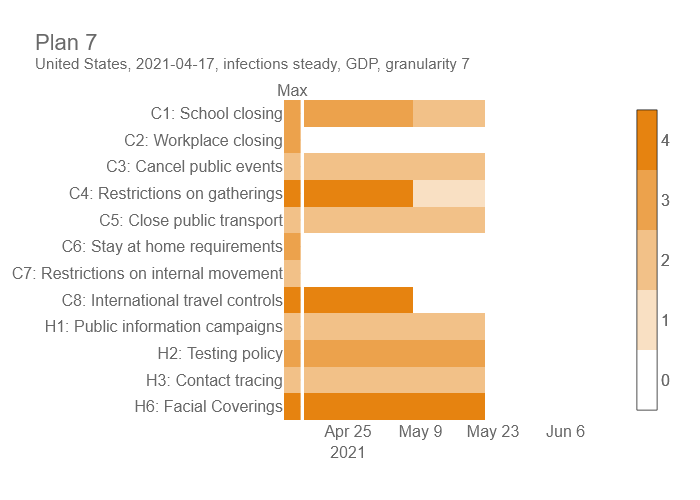 Plan 7
United States, 2021-04-17, infections steady, GDP, granularity 7
Max
C1: School closing
C2: Workplace closing
C3: Cancel public events
C4: Restrictions on gatherings
C5: Close public transport
C6: Stay at home requirements
C7: Restrictions on internal movement
C8: International travel controls
H1: Public information campaigns
H2: Testing policy
H3: Contact tracing
H6: Facial Coverings
Apr 25 May 9 May 23 Jun 6
2021
4
3
2
1
0